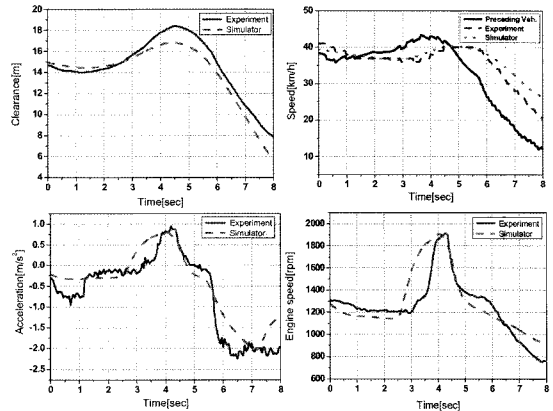 20
18
16
14
12
10
8
6
4
Clearance[m]
Experiment
Simulator
0 1 2 3 4 5 6 7 8
Time[sec]
50
40
30
20
10
Speed[km/h]
Preceding Veh.
Experiment
Simulator
0 1 2 3 4 5 6 7 8
Time[sec]
1.0
0.5
0.0
-0.5
-1.0
-1.5
-2.0
-2.5
Acceleration[m/s²]
Experiment
Simulator
0 1 2 3 4 5 6 7 8
Time[sec]
2000
1800
1600
1400
1200
1000
800
600
Engine speed[rpm]
Experiment
Simulator
0 1 2 3 4 5 6 7 8
Time[sec]